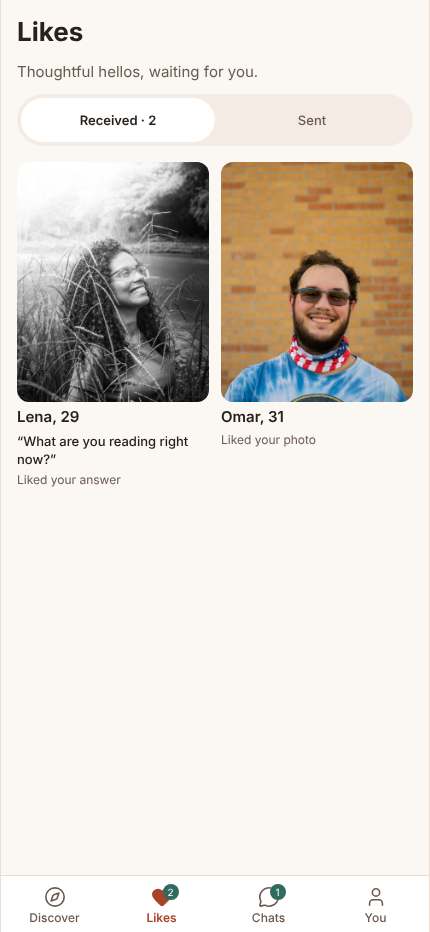 Likes
Thoughtful hellos, waiting for you.
Received · 2
Sent
Lena, 29
“What are you reading right
now?”
Liked your answer
Omar, 31
Liked your photo
Discover
2
Likes
1
Chats
You